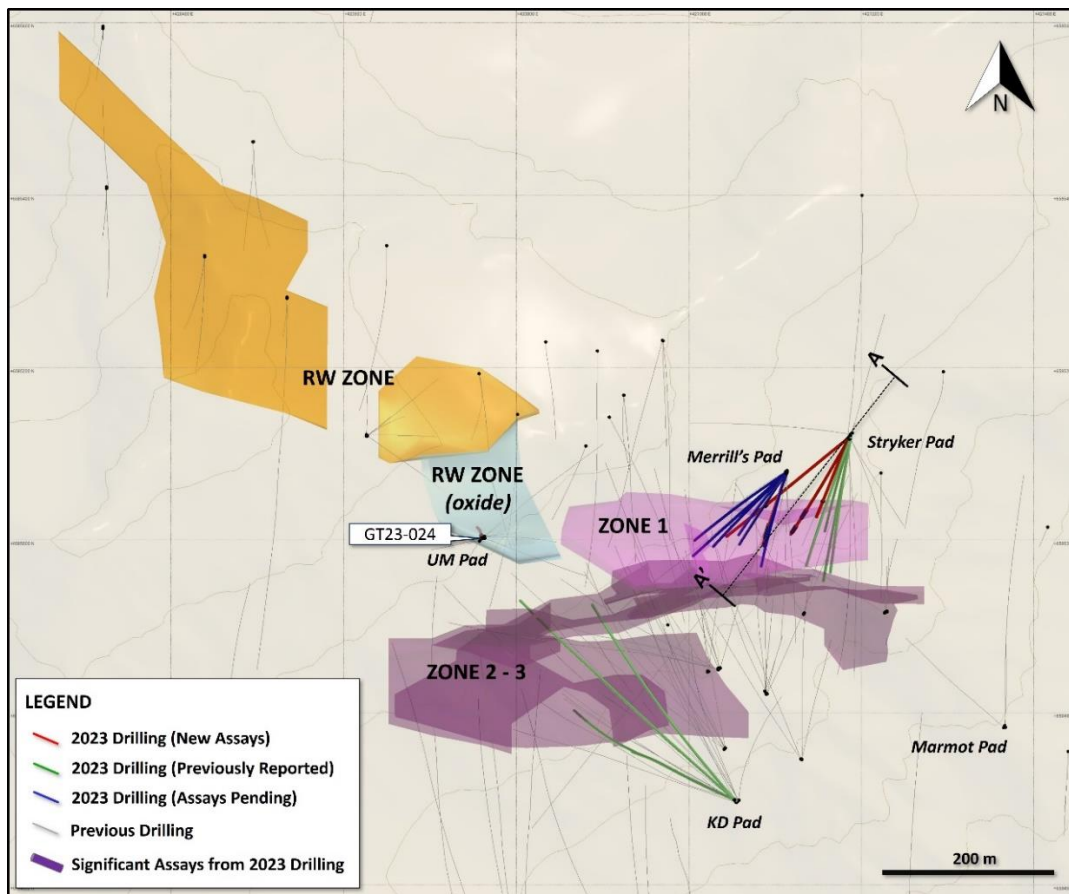 N
RW ZONE
A
Stryker Pad
Merrill's Pad
RW ZONE
(oxide)
ZONE 1
GT23-024
UM Pad
A'
ZONE 2 - 3
Marmot Pad
KD Pad
LEGEND
2023 Drilling (New Assays)
2023 Drilling (Previously Reported)
2023 Drilling (Assays Pending)
Previous Drilling
Significant Assays from 2023 Drilling
200 m